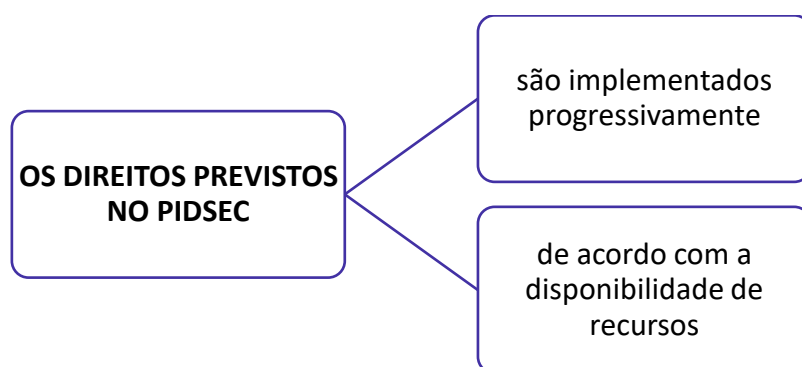 OS DIREITOS PREVISTOS
NO PIDSEC
são implementados
progressivamente
de acordo com a
disponibilidade de
recursos